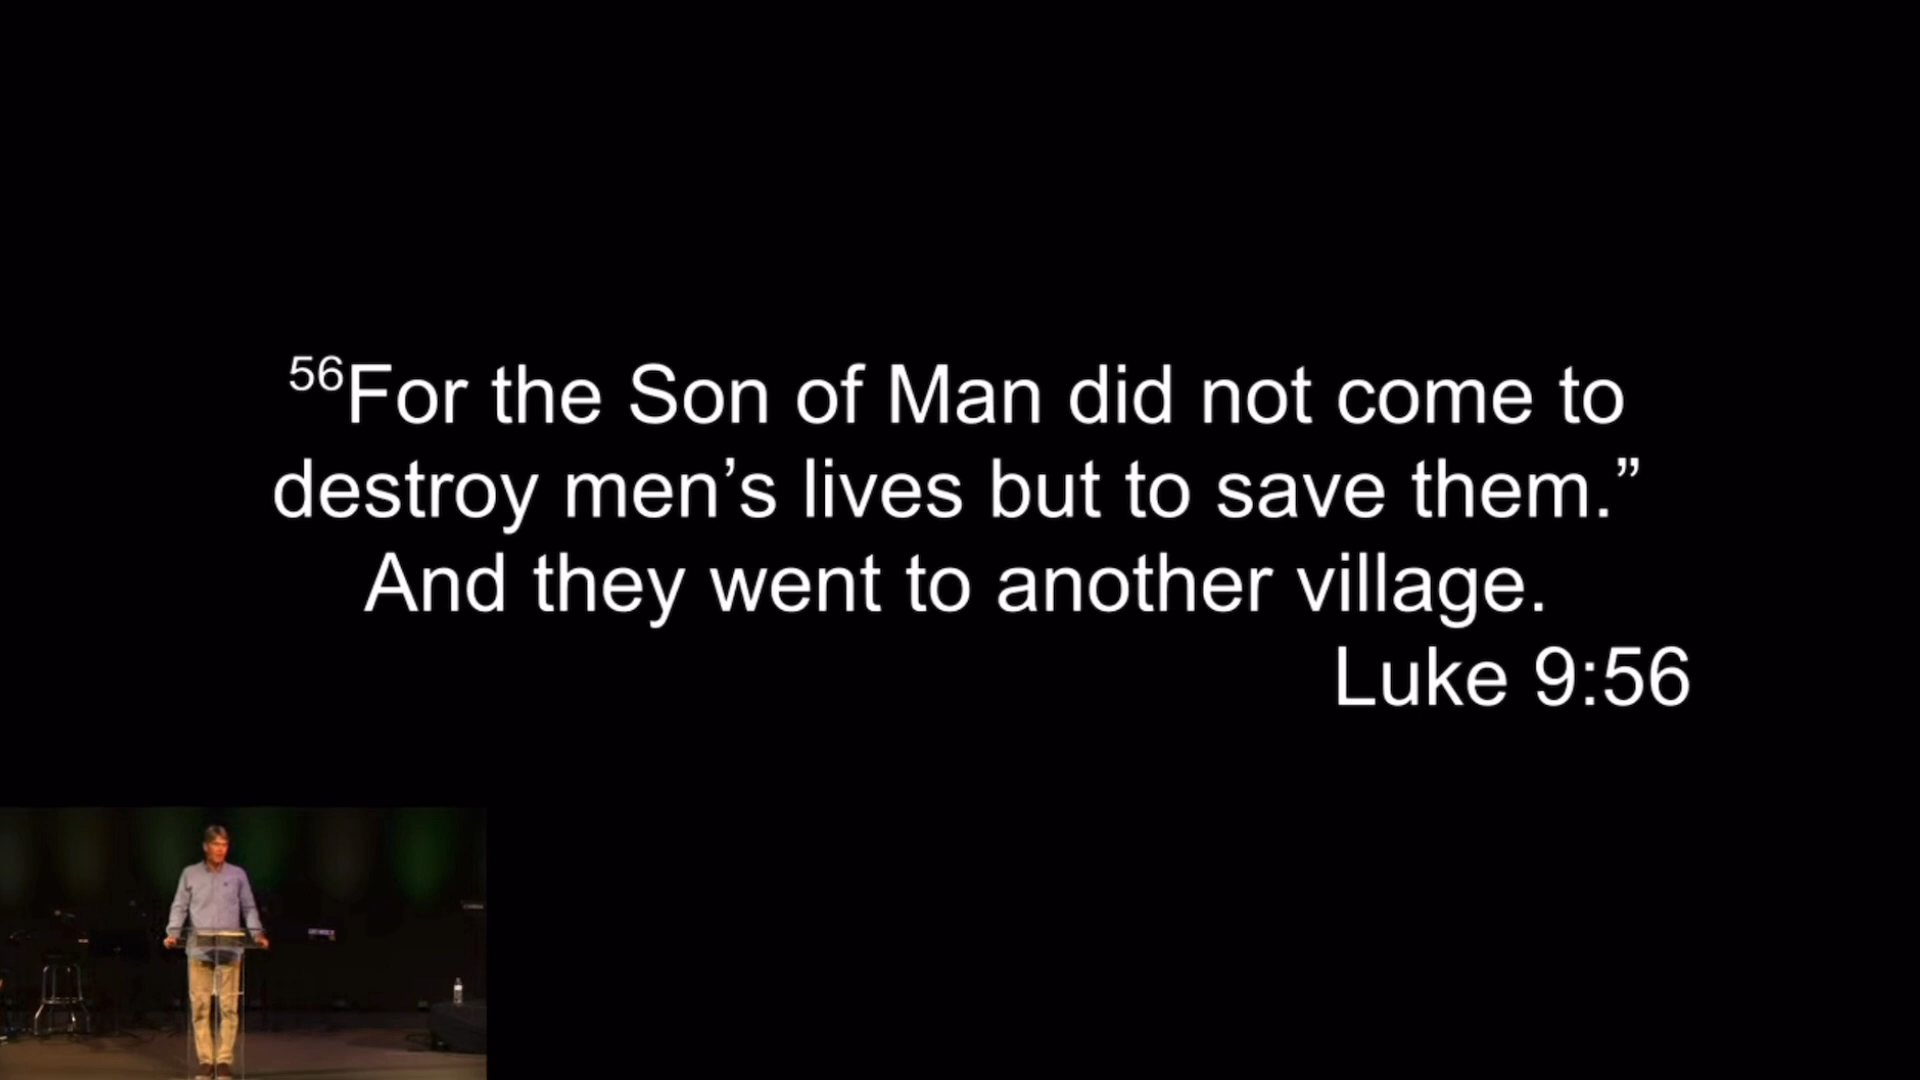 ⁵⁶For the Son of Man did not come to
destroy men’s lives but to save them.”
And they went to another village.
Luke 9:56